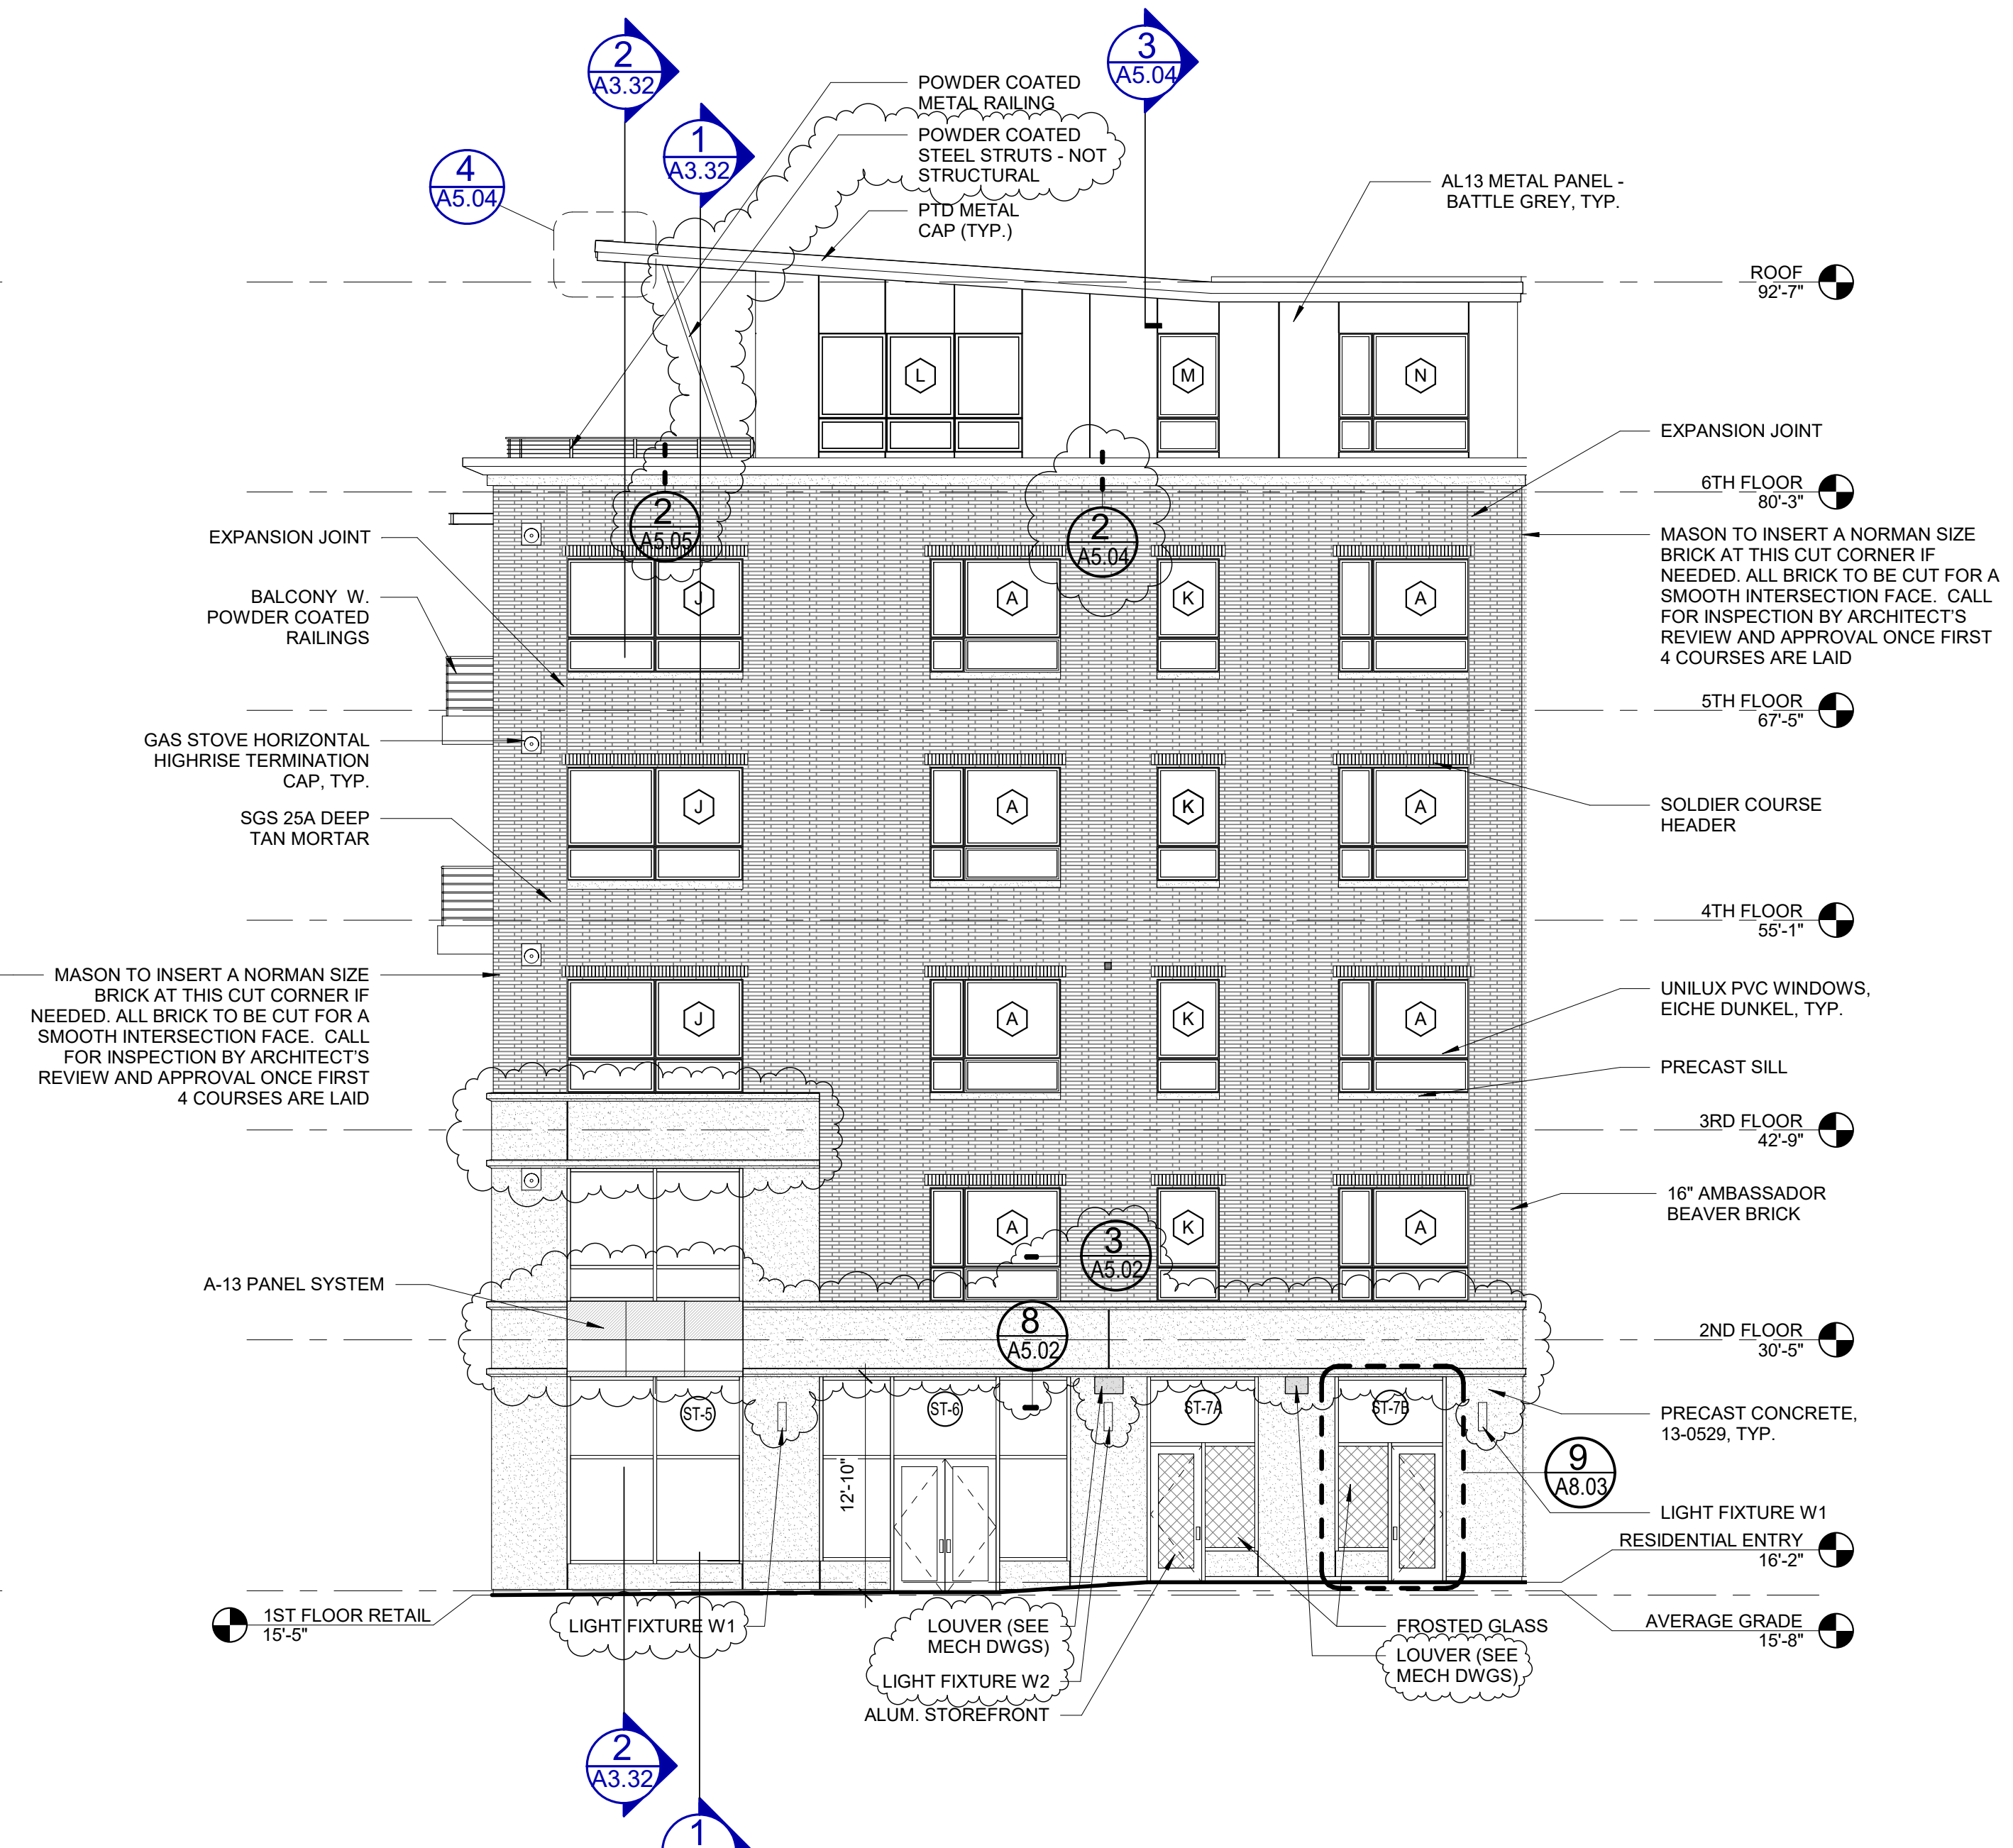 2
A3.32
3
A5.04
1
A3.32
4
A5.04
POWDER COATED
METAL RAILING
POWDER COATED
STEEL STRUTS - NOT
STRUCTURAL
PTD METAL
CAP (TYP.)
AL13 METAL PANEL -
BATTLE GREY, TYP.
ROOF
92'-7"
L
M
N
EXPANSION JOINT
6TH FLOOR
80'-3"
MASON TO INSERT A NORMAN SIZE
BRICK AT THIS CUT CORNER IF
NEEDED. ALL BRICK TO BE CUT FOR A
SMOOTH INTERSECTION FACE. CALL
FOR INSPECTION BY ARCHITECT'S
REVIEW AND APPROVAL ONCE FIRST
4 COURSES ARE LAID
EXPANSION JOINT
BALCONY W.
POWDER COATED
RAILINGS
2
A5.05
2
A5.04
J
A
K
A
5TH FLOOR
67'-5"
GAS STOVE HORIZONTAL
HIGHRISE TERMINATION
CAP, TYP.
SGS 25A DEEP
TAN MORTAR
J
A
K
A
SOLDIER COURSE
HEADER
4TH FLOOR
55'-1"
MASON TO INSERT A NORMAN SIZE
BRICK AT THIS CUT CORNER IF
NEEDED. ALL BRICK TO BE CUT FOR A
SMOOTH INTERSECTION FACE. CALL
FOR INSPECTION BY ARCHITECT'S
REVIEW AND APPROVAL ONCE FIRST
4 COURSES ARE LAID
J
A
K
A
UNILUX PVC WINDOWS,
EICHE DUNKEL, TYP.
PRECAST SILL
3RD FLOOR
42'-9"
A
K
A
16" AMBASSADOR
BEAVER BRICK
3
A5.02
A-13 PANEL SYSTEM
8
A5.02
2ND FLOOR
30'-5"
ST-5
ST-6
ST-7A
ST-7B
12'-10"
PRECAST CONCRETE,
13-0529, TYP.
9
A8.03
LIGHT FIXTURE W1
RESIDENTIAL ENTRY
16'-2"
1ST FLOOR RETAIL
15'-5"
LIGHT FIXTURE W1
LOUVER (SEE
MECH DWGS)
LIGHT FIXTURE W2
ALUM. STOREFRONT
FROSTED GLASS
LOUVER (SEE
MECH DWGS)
AVERAGE GRADE
15'-8"
2
A3.32
1